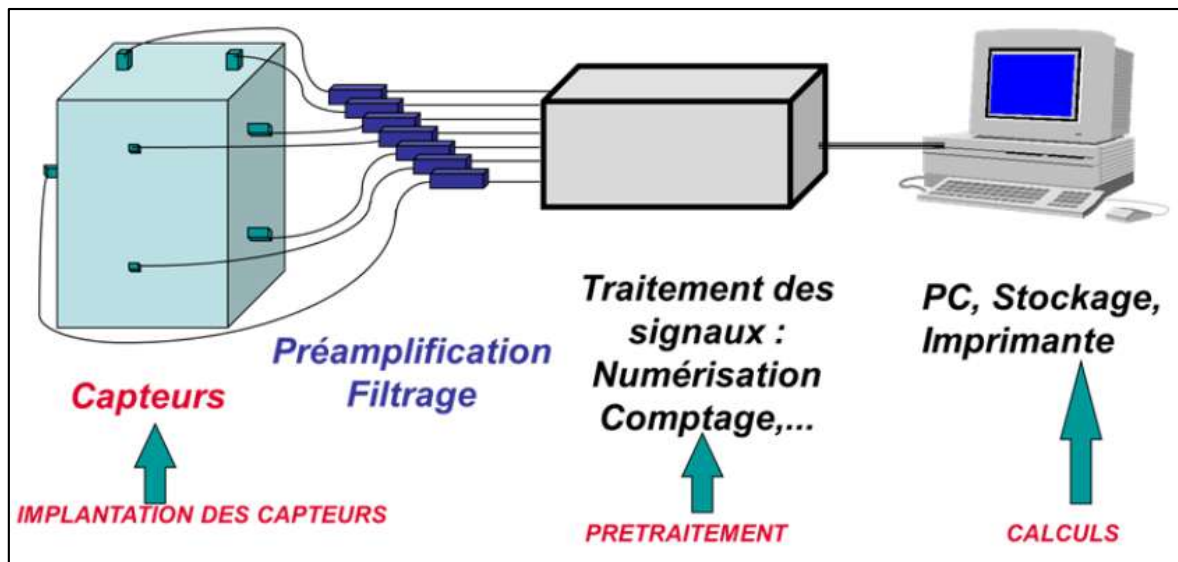 Capteurs
IMPLANTATION DES CAPTEURS
Préamplification
Filtrage
Traitement des
signaux :
Numérisation
Comptage,...
PRETRAITEMENT
PC, Stockage,
Imprimante
CALCULS